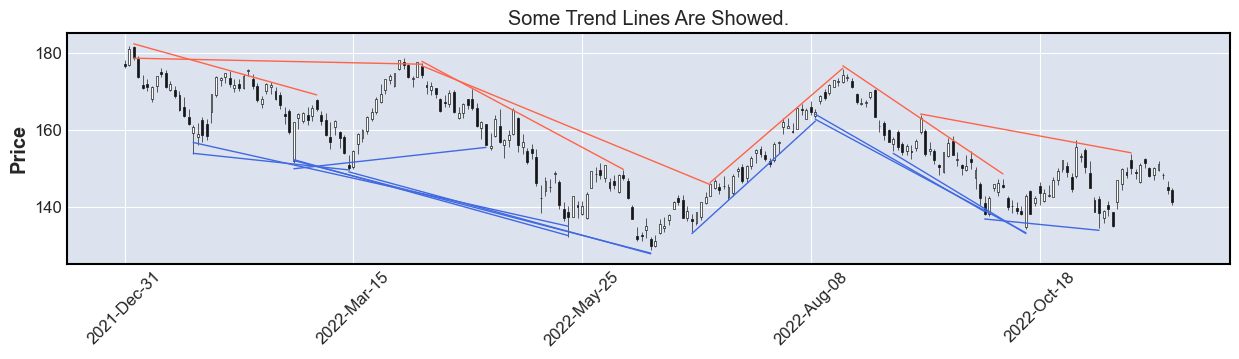 Some Trend Lines Are Showed.
Price
180
160
140
2021-Dec-31
2022-Mar-15
2022-May-25
2022-Aug-08
2022-Oct-18